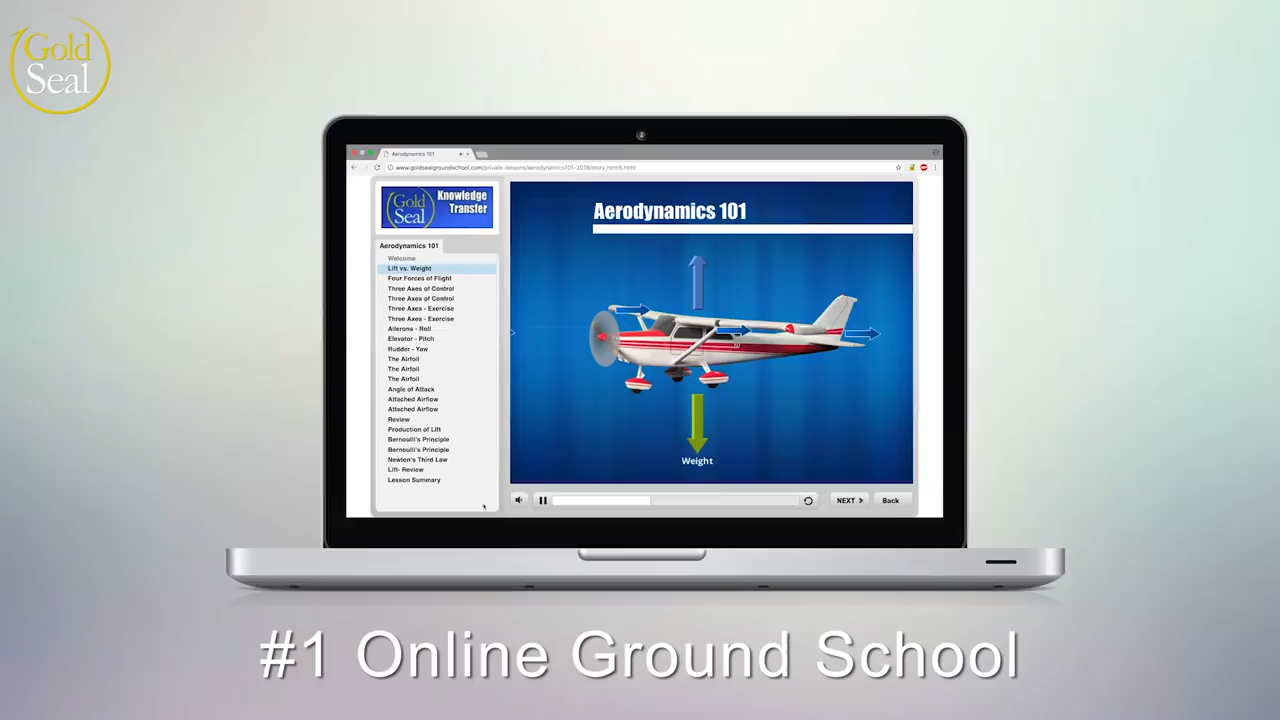 Gold
Seal
Aerodynamics 101
www.goldsealgroundschool.com/private-lessons/aerodynamics101-2018/story_html5.html
Gold
Seal
Knowledge
Transfer
Aerodynamics 101
Welcome
Lift vs. Weight
Four Forces of Flight
Three Axes of Control
Three Axes of Control
Three Axes - Exercise
Three Axes - Exercise
Ailerons - Roll
Elevator - Pitch
Rudder - Yaw
The Airfoil
The Airfoil
The Airfoil
Angle of Attack
Attached Airflow
Attached Airflow
Review
Production of Lift
Bernoulli's Principle
Bernoulli's Principle
Newton's Third Law
Lift- Review
Lesson Summary
Aerodynamics 101
Weight
NEXT
Back
#1 Online Ground School